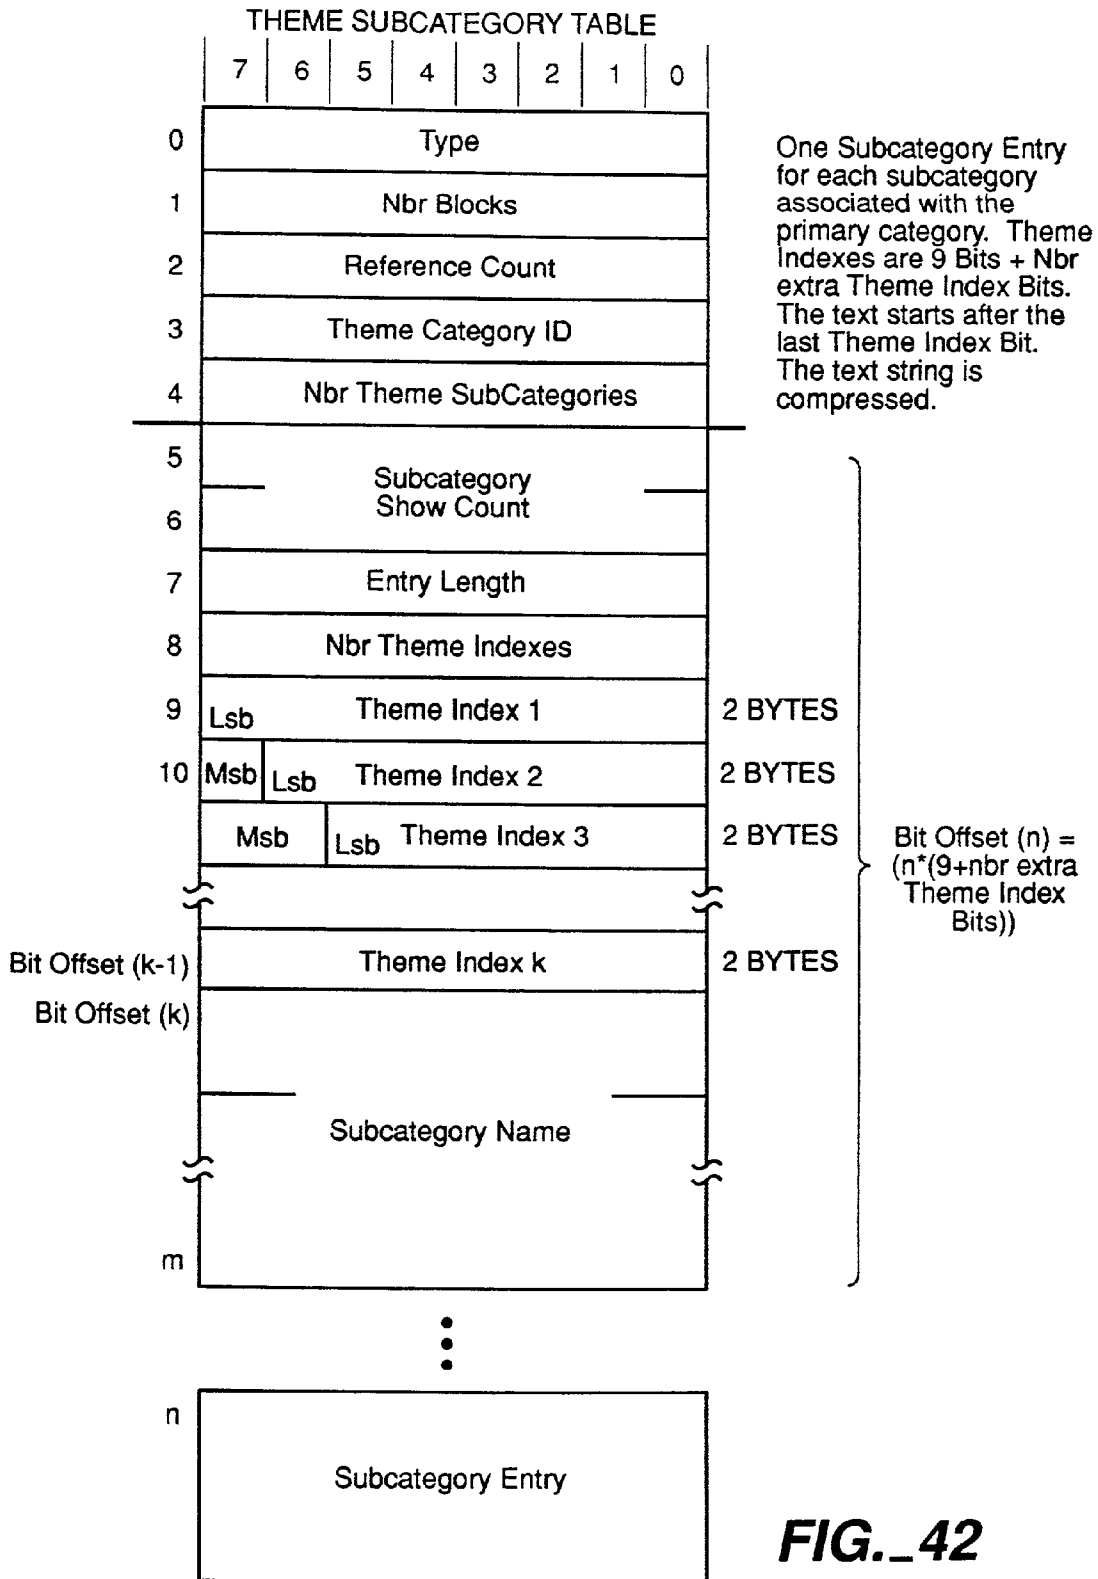 THEME SUBCATEGORY TABLE
7 6 5 4 3 2 1 0
0 Type
1 Nbr Blocks
2 Reference Count
3 Theme Category ID
4 Nbr Theme SubCategories
One Subcategory Entry
for each subcategory
associated with the
primary category. Theme
Indexes are 9 Bits + Nbr
extra Theme Index Bits.
The text starts after the
last Theme Index Bit.
The text string is
compressed.
5
Subcategory
Show Count
6
7 Entry Length
8 Nbr Theme Indexes
9 Lsb Theme Index 1 2 BYTES
10 Msb Lsb Theme Index 2 2 BYTES
Msb Lsb Theme Index 3 2 BYTES
Bit Offset (n) =
(n*(9+nbr extra
Theme Index
Bits))
Bit Offset (k-1) Theme Index k 2 BYTES
Bit Offset (k)
Subcategory Name
m
n
Subcategory Entry
FIG._42